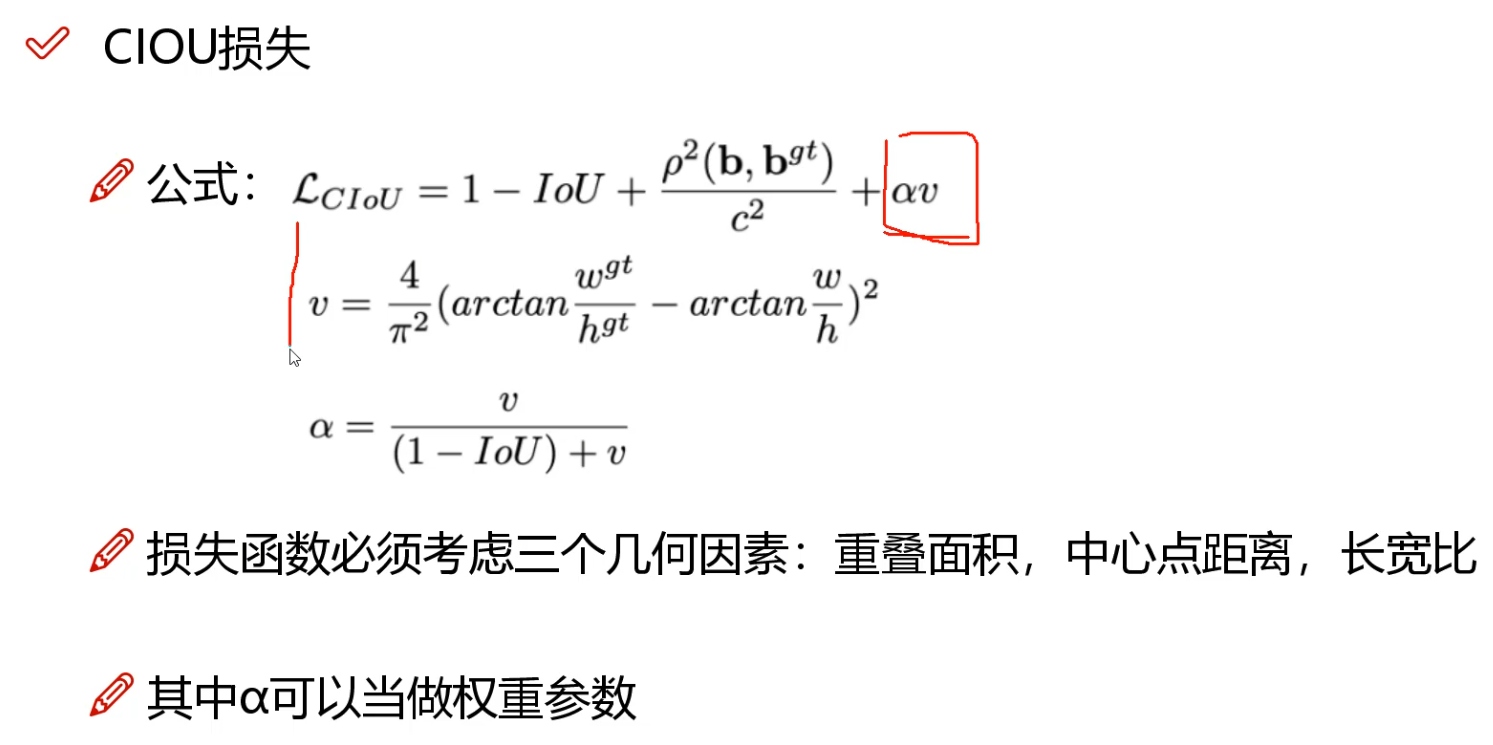 CIOU损失
公式： $\mathcal{L}_{CIoU} = 1 - IoU + \frac{\rho^2(\mathbf{b}, \mathbf{b}^{gt})}{c^2} + \alpha v$
$v = \frac{4}{\pi^2}(arctan\frac{w^{gt}}{h^{gt}} - arctan\frac{w}{h})^2$
$\alpha = \frac{v}{(1 - IoU) + v}$
损失函数必须考虑三个几何因素：重叠面积，中心点距离，长宽比
其中α可以当做权重参数